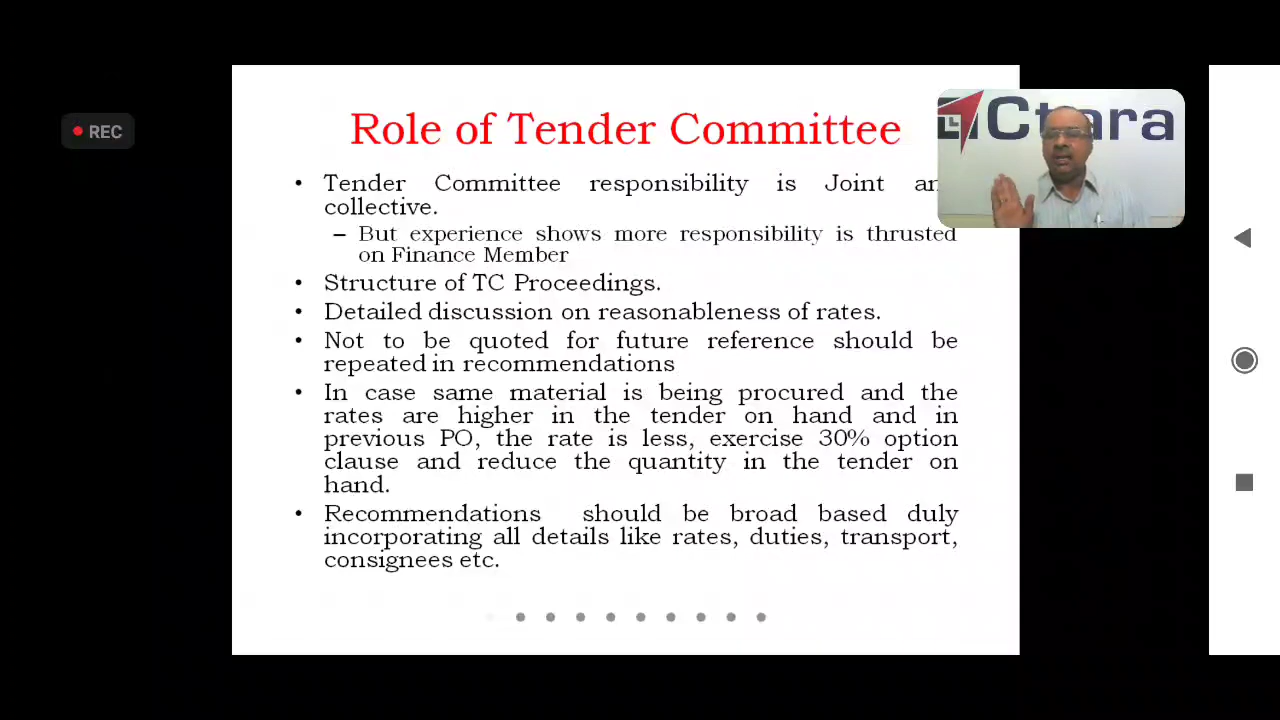 REC
Role of Tender Committee
• Tender Committee responsibility is Joint
collective.
– But experience shows more responsibility is thrusted
on Finance Member
• Structure of TC Proceedings.
• Detailed discussion on reasonableness of rates.
• Not to be quoted for future reference should be
repeated in recommendations
• In case same material is being procured and the
rates are higher in the tender on hand and in
previous PO, the rate is less, exercise 30% option
clause and reduce the quantity in the tender on
hand.
• Recommendations should be broad based duly
incorporating all details like rates, duties, transport,
consignees etc.